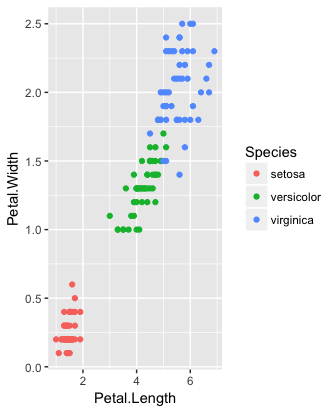 2.5
2.0
1.5
1.0
0.5
0.0
Petal.Width
2 4 6
Petal.Length
Species
setosa
versicolor
virginica